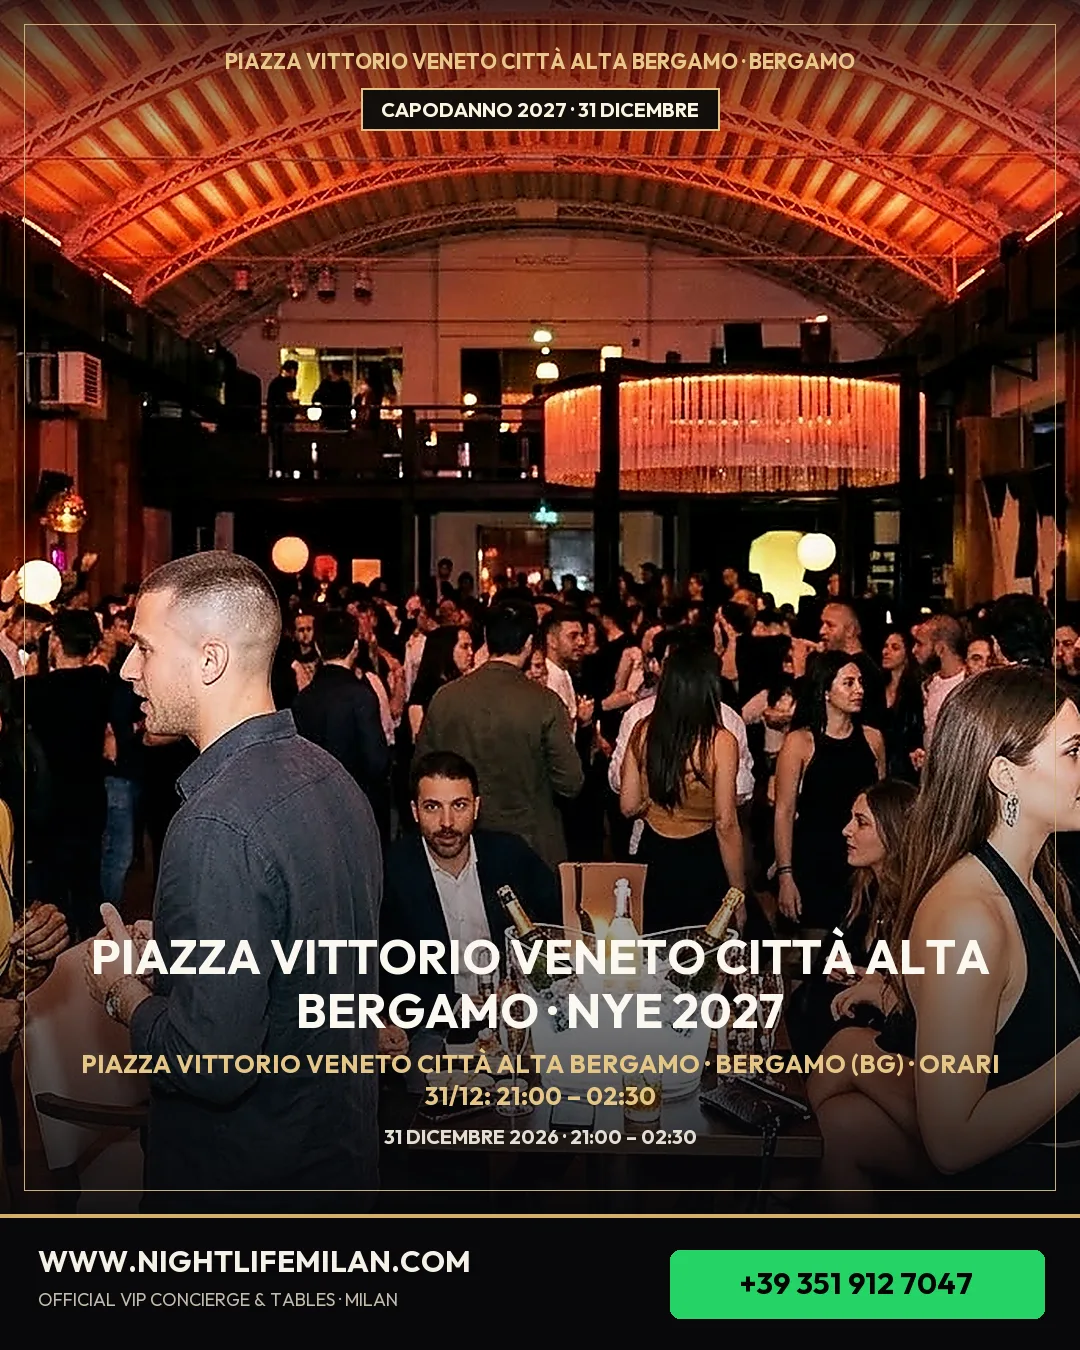 PIAZZA VITTORIO VENETO CITTÀ ALTA BERGAMO · BERGAMO
CAPODANNO 2027 · 31 DICEMBRE
PIAZZA VITTORIO VENETO CITTÀ ALTA
BERGAMO · NYE 2027
PIAZZA VITTORIO VENETO CITTÀ ALTA BERGAMO · BERGAMO (BG) · ORARI
31/12: 21:00 – 02:30
31 DICEMBRE 2026 · 21:00 – 02:30
WWW.NIGHTLIFEMILAN.COM
+39 351 912 7047
OFFICIAL VIP CONCIERGE & TABLES · MILAN